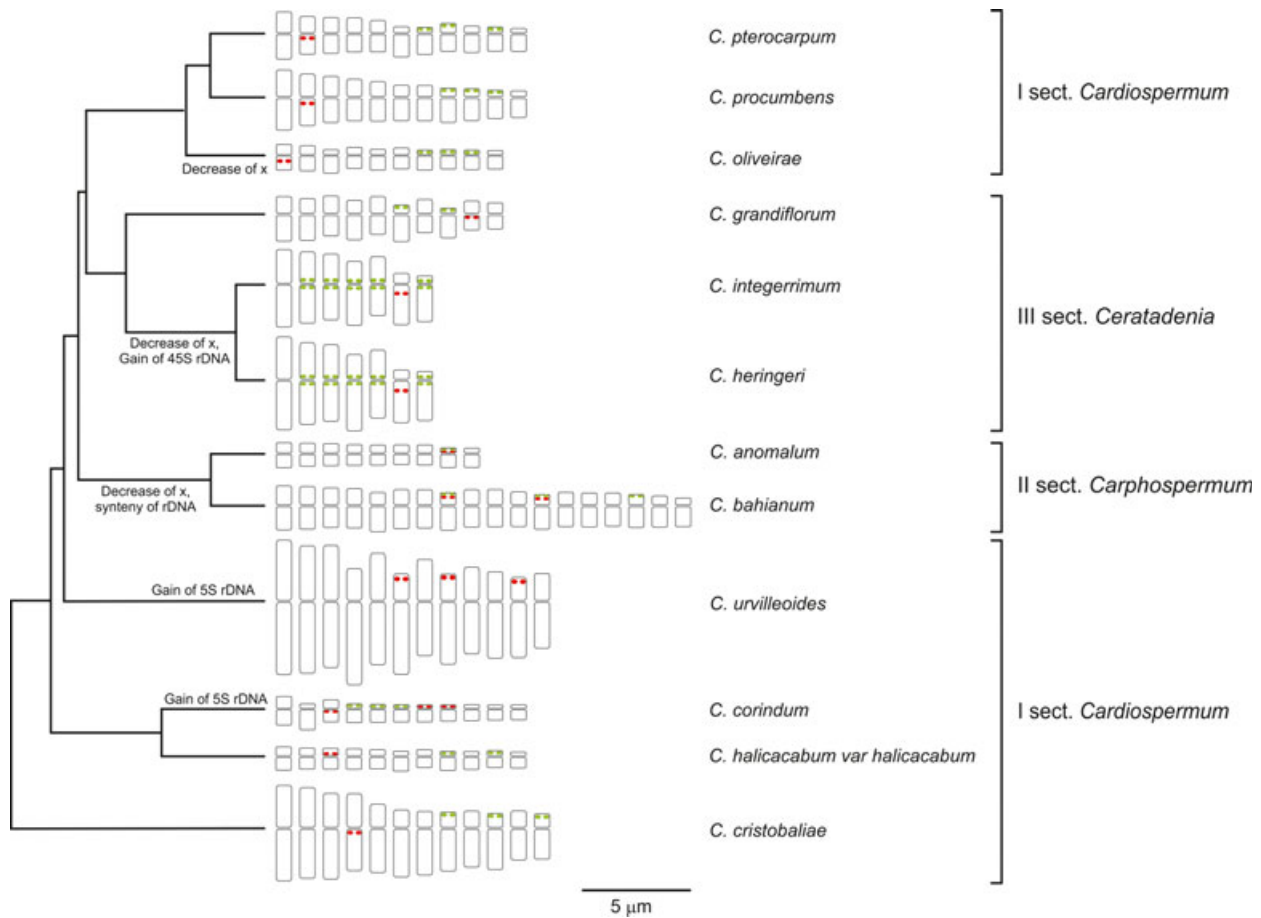 C. pterocarpum
C. procumbens
I sect. Cardiospermum
C. oliveirae
Decrease of x
C. grandiflorum
C. integerrimum
III sect. Ceratadenia
Decrease of x,
Gain of 45S rDNA
C. heringeri
C. anomalum
Decrease of x,
synteny of rDNA
II sect. Carphospermum
C. bahianum
Gain of 5S rDNA
C. urvilleoides
Gain of 5S rDNA
C. corindum
I sect. Cardiospermum
C. halicacabum var halicacabum
C. cristobaliae
5 μm